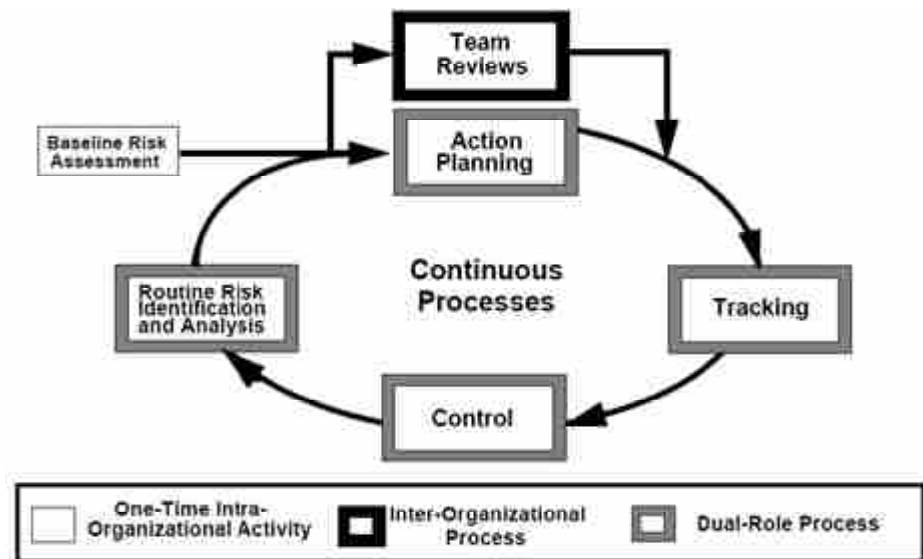 Team
Reviews
Baseline Risk
Assessment
Action
Planning
Continuous
Processes
Routine Risk
Identification
and Analysis
Tracking
Control
One-Time Intra-
Organizational Activity
Inter-Organizational
Process
Dual-Role Process